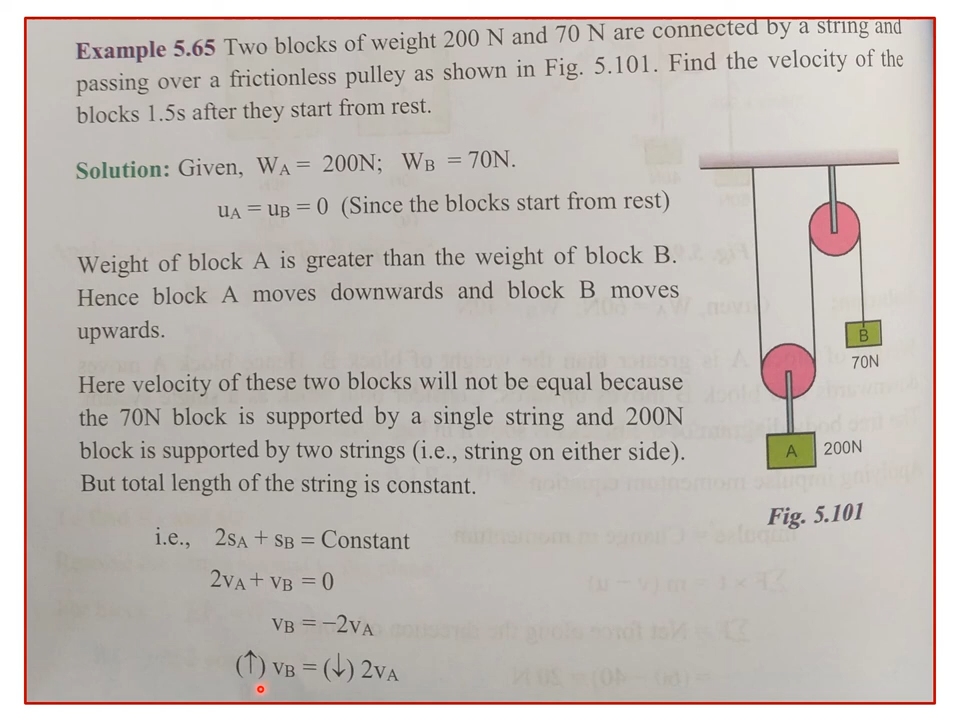 Example 5.65 Two blocks of weight 200 N and 70 N are connected by a string and
passing over a frictionless pulley as shown in Fig. 5.101. Find the velocity of the
blocks 1.5s after they start from rest.
Solution: Given, WA = 200N; WB = 70N.
uA = uB = 0 (Since the blocks start from rest)
Weight of block A is greater than the weight of block B.
Hence block A moves downwards and block B moves
upwards.
Here velocity of these two blocks will not be equal because
the 70N block is supported by a single string and 200N
block is supported by two strings (i.e., string on either side).
But total length of the string is constant.
i.e., 2sA + sB = Constant
2vA + vB = 0
vB = −2vA
(↑) vB = (↓) 2vA
B
70N
A
200N
Fig. 5.101